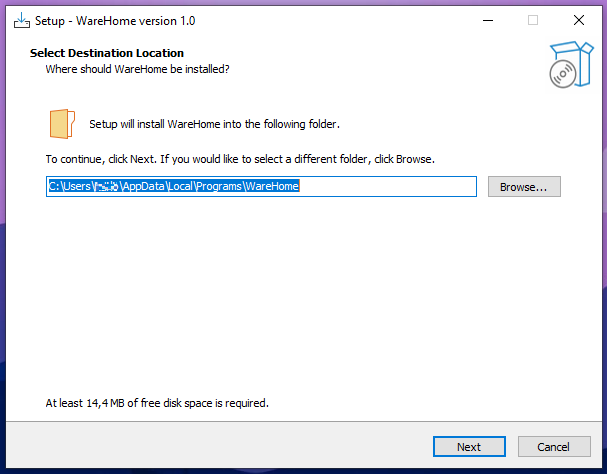 Setup - WareHome version 1.0
Select Destination Location
Where should WareHome be installed?
Setup will install WareHome into the following folder.
To continue, click Next. If you would like to select a different folder, click Browse.
C:\Users\ \AppData\Local\Programs\WareHome
Browse...
At least 14,4 MB of free disk space is required.
Next
Cancel